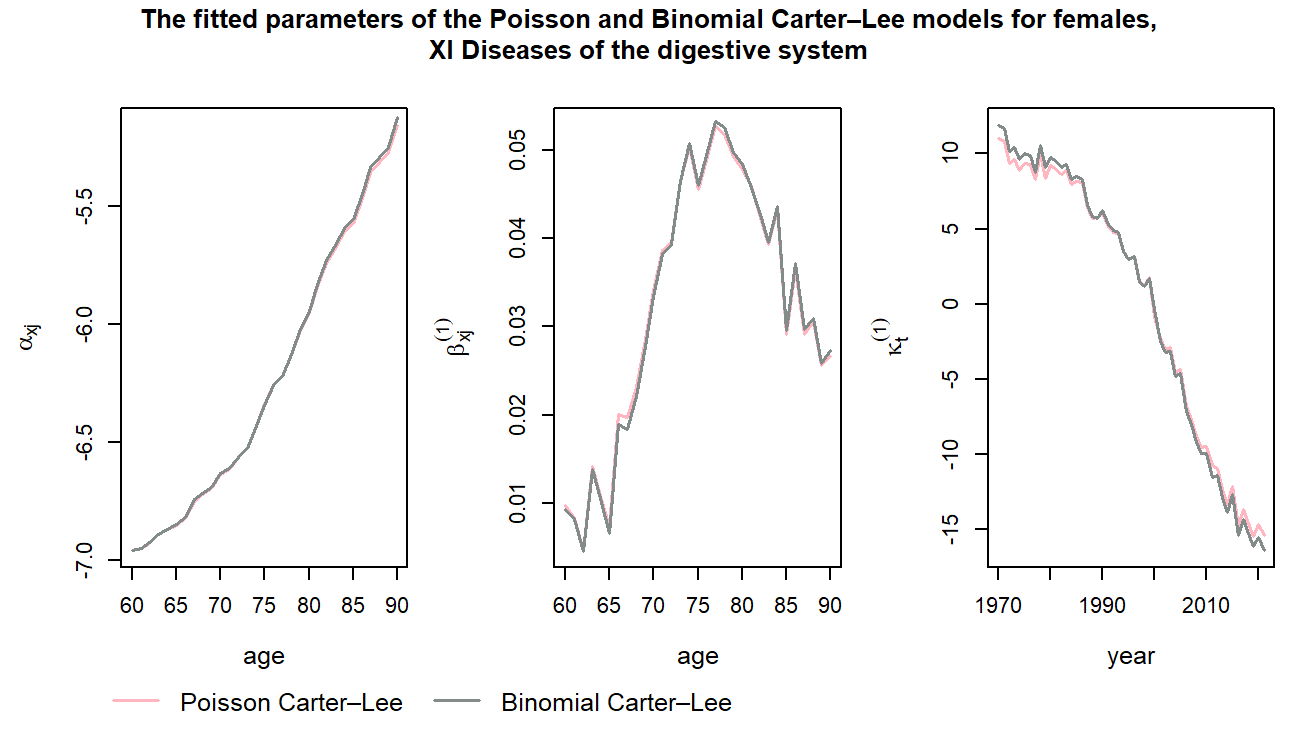 The fitted parameters of the Poisson and Binomial Carter–Lee models for females,
XI Diseases of the digestive system
αxj
-7.0 -6.5 -6.0 -5.5
60 65 70 75 80 85 90
age
βxj(1)
0.01 0.02 0.03 0.04 0.05
60 65 70 75 80 85 90
age
κt(1)
-15 -10 -5 0 5 10
1970 1990 2010
year
Poisson Carter–Lee Binomial Carter–Lee